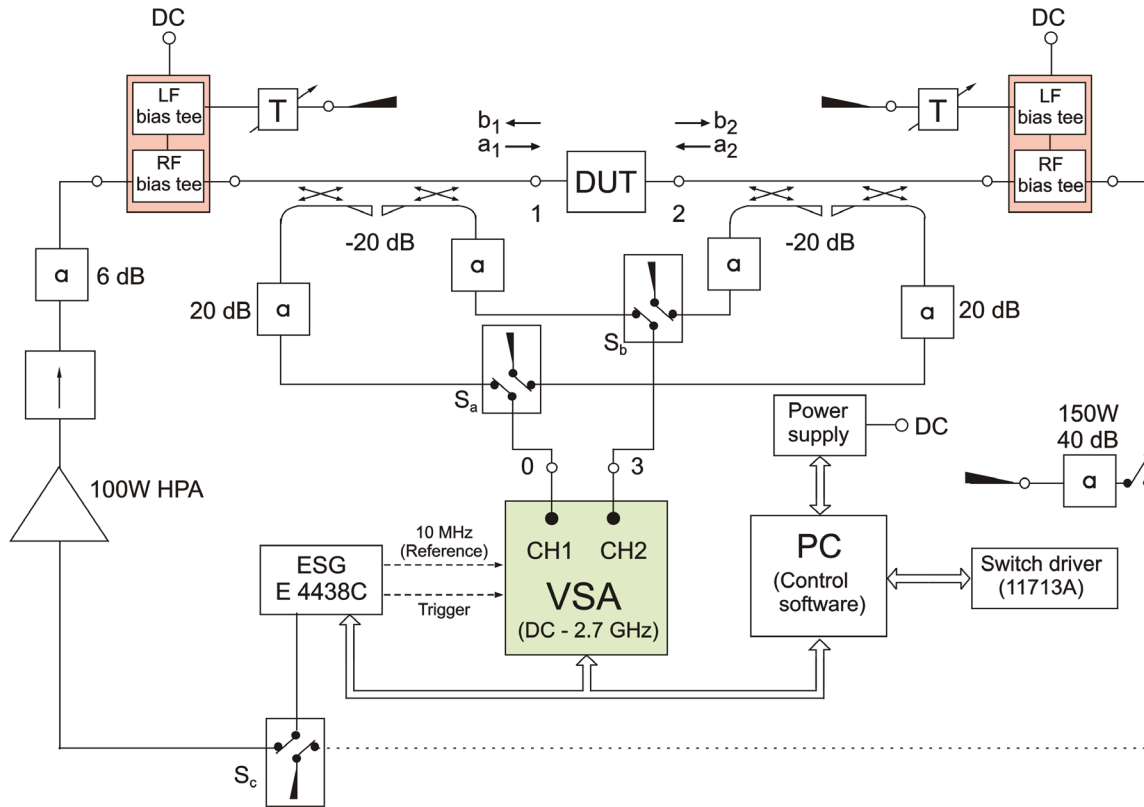 DC
DC
LF
bias tee
T
T
LF
bias tee
b1
a1
b2
a2
RF
bias tee
DUT
RF
bias tee
1
2
-20 dB
-20 dB
a
6 dB
a
a
20 dB
a
a
20 dB
Sb
Sa
Power
supply
DC
150W
40 dB
a
0
3
100W HPA
10 MHz
(Reference)
CH1
CH2
PC
(Control
software)
ESG
E 4438C
VSA
(DC - 2.7 GHz)
Trigger
Switch driver
(11713A)
Sc